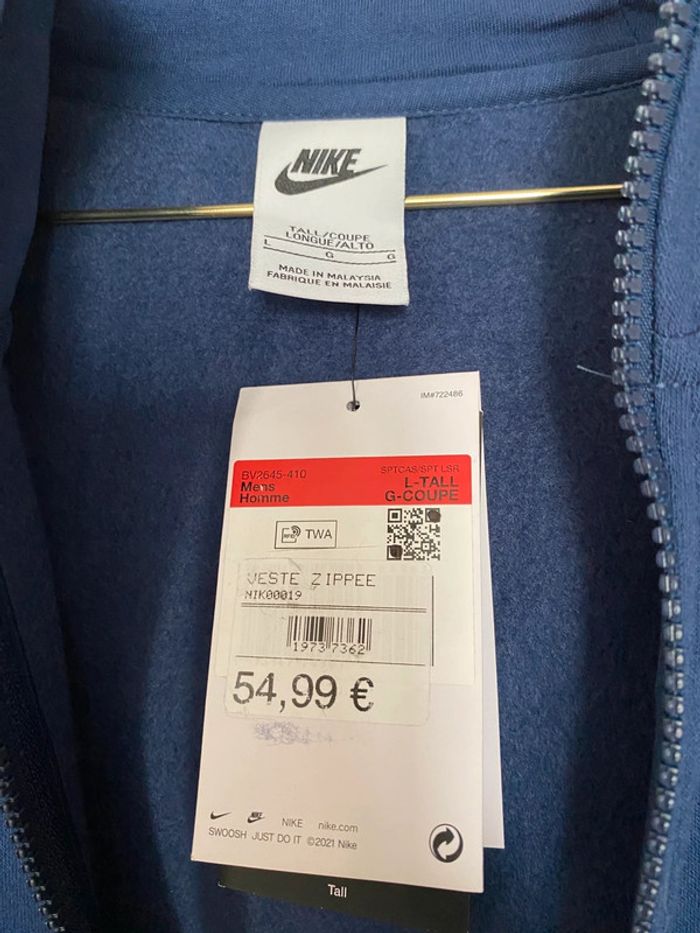 NIKE
TALL/COUPE
LONGUE/ALTO
L G G
MADE IN MALAYSIA
FABRIQUE EN MALAISIE
IM#722486
BV2645-410
Mens
Homme
SPTCAS/SPT LSR
L-TALL
G-COUPE
RFID TWA
VESTE ZIPPEE
NIK00019
19737362
54,99 €
NIKE nike.com
SWOOSH JUST DO IT ©2021 Nike
Tall